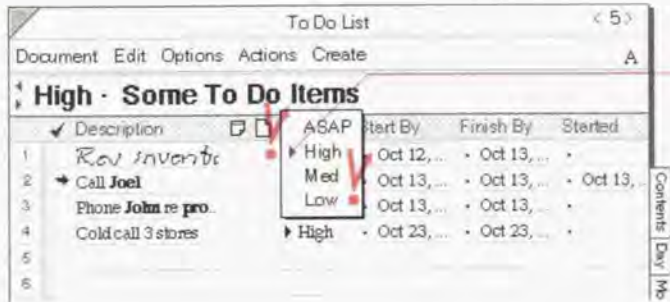 To Do List < 5 >
Document Edit Options Actions Create A
High · Some To Do Items
✓ Description ASAP Start By Finish By Started
1 Rev Invento High Oct 12,... · Oct 13,... ·
2 Call Joel Med Oct 13,... · Oct 13,... · Oct 13,
3 Phone John re pro.. Low Oct 13,... · Oct 13,... ·
4 Cold call 3 stores High · Oct 23,... · Oct 23,... ·
5
6
Contents
Day
Mo